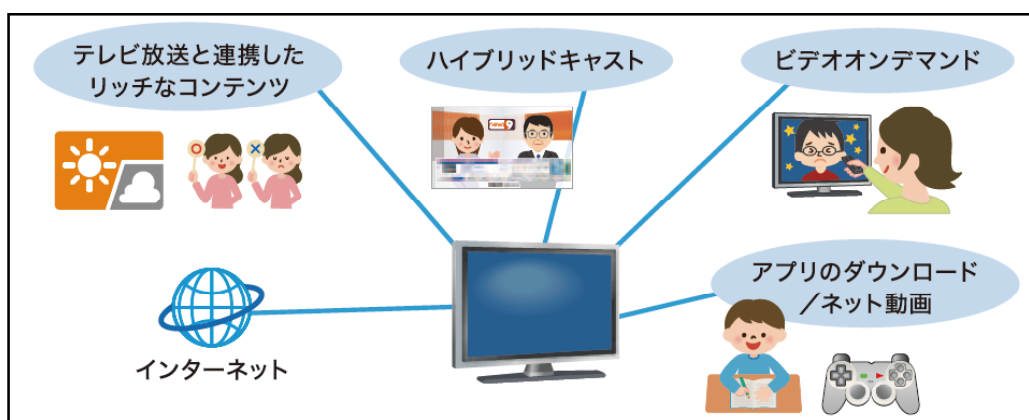 テレビ放送と連携した
リッチなコンテンツ
ハイブリッドキャスト
ビデオオンデマンド
news 9
アプリのダウンロード
/ネット動画
インターネット